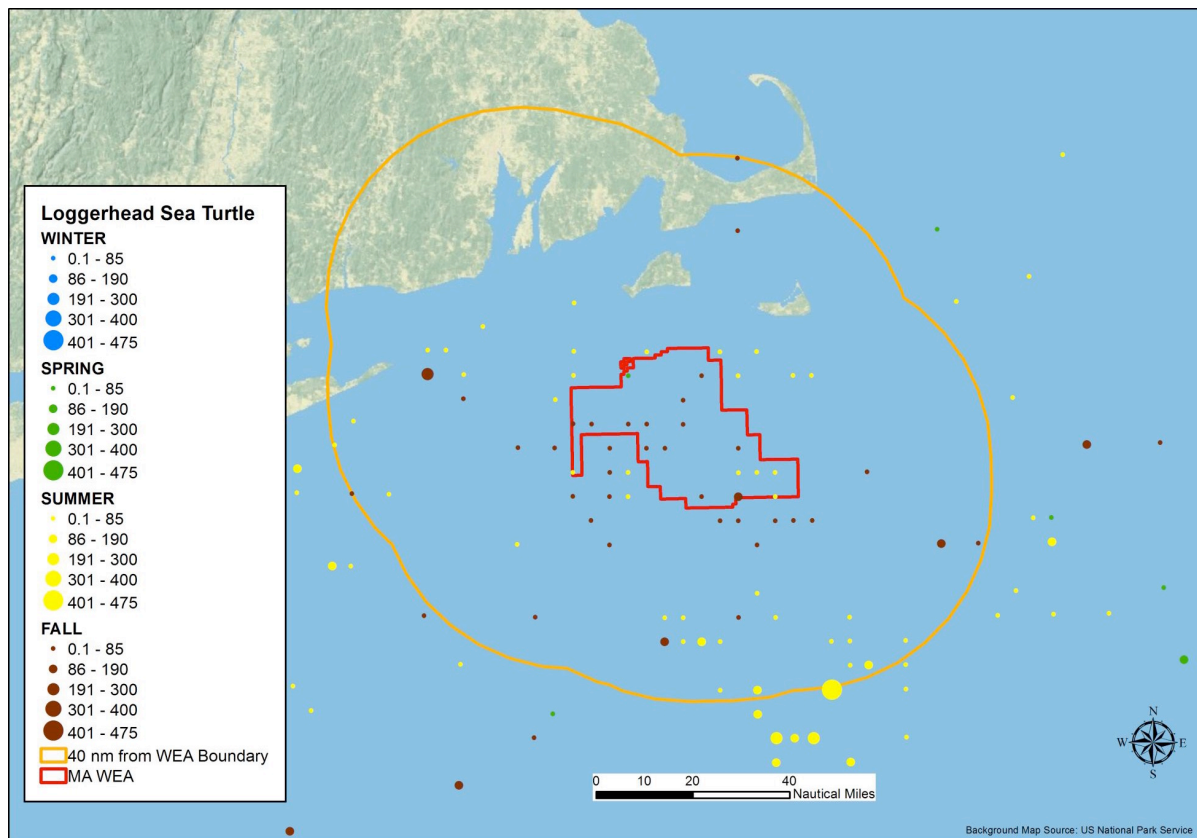 Loggerhead Sea Turtle
WINTER
0.1 - 85
86 - 190
191 - 300
301 - 400
401 - 475
SPRING
0.1 - 85
86 - 190
191 - 300
301 - 400
401 - 475
SUMMER
0.1 - 85
86 - 190
191 - 300
301 - 400
401 - 475
FALL
0.1 - 85
86 - 190
191 - 300
301 - 400
401 - 475
40 nm from WEA Boundary
MA WEA
0 10 20 40
Nautical Miles
N
W E
S
Background Map Source: US National Park Service